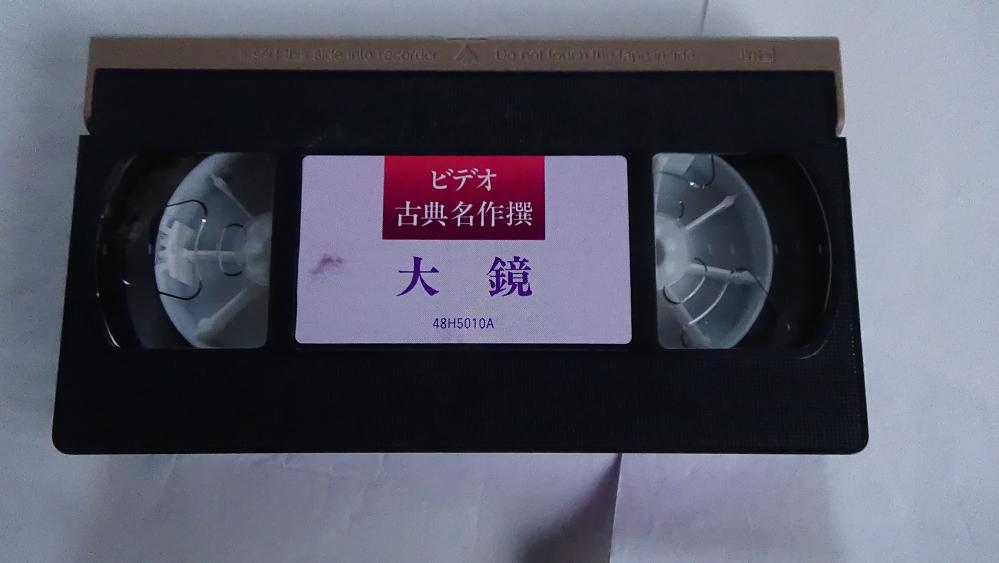 Insert this side into recorder
Do not touch the tape inside
VHS
ビデオ
古典名作撰
大 鏡
48H5010A